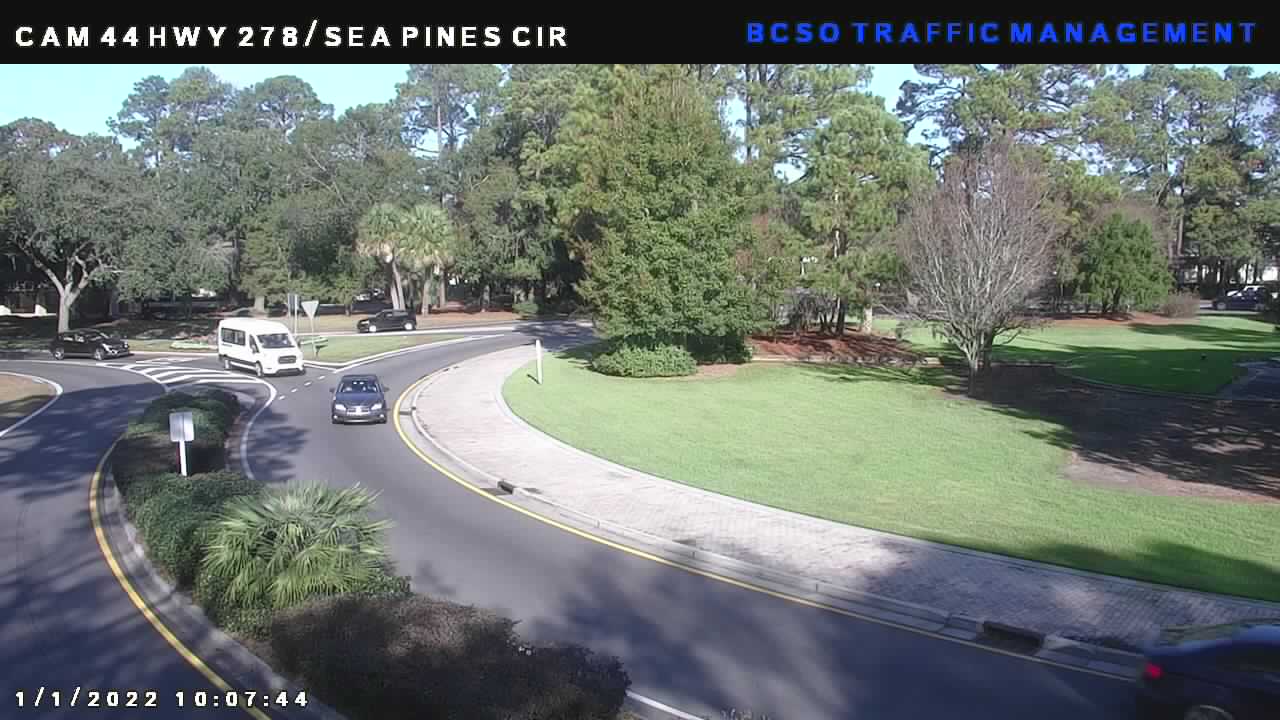 CAM 44 HWY 278/SEA PINES CIR
BCSO TRAFFIC MANAGEMENT
1/1/2022 10:07:44